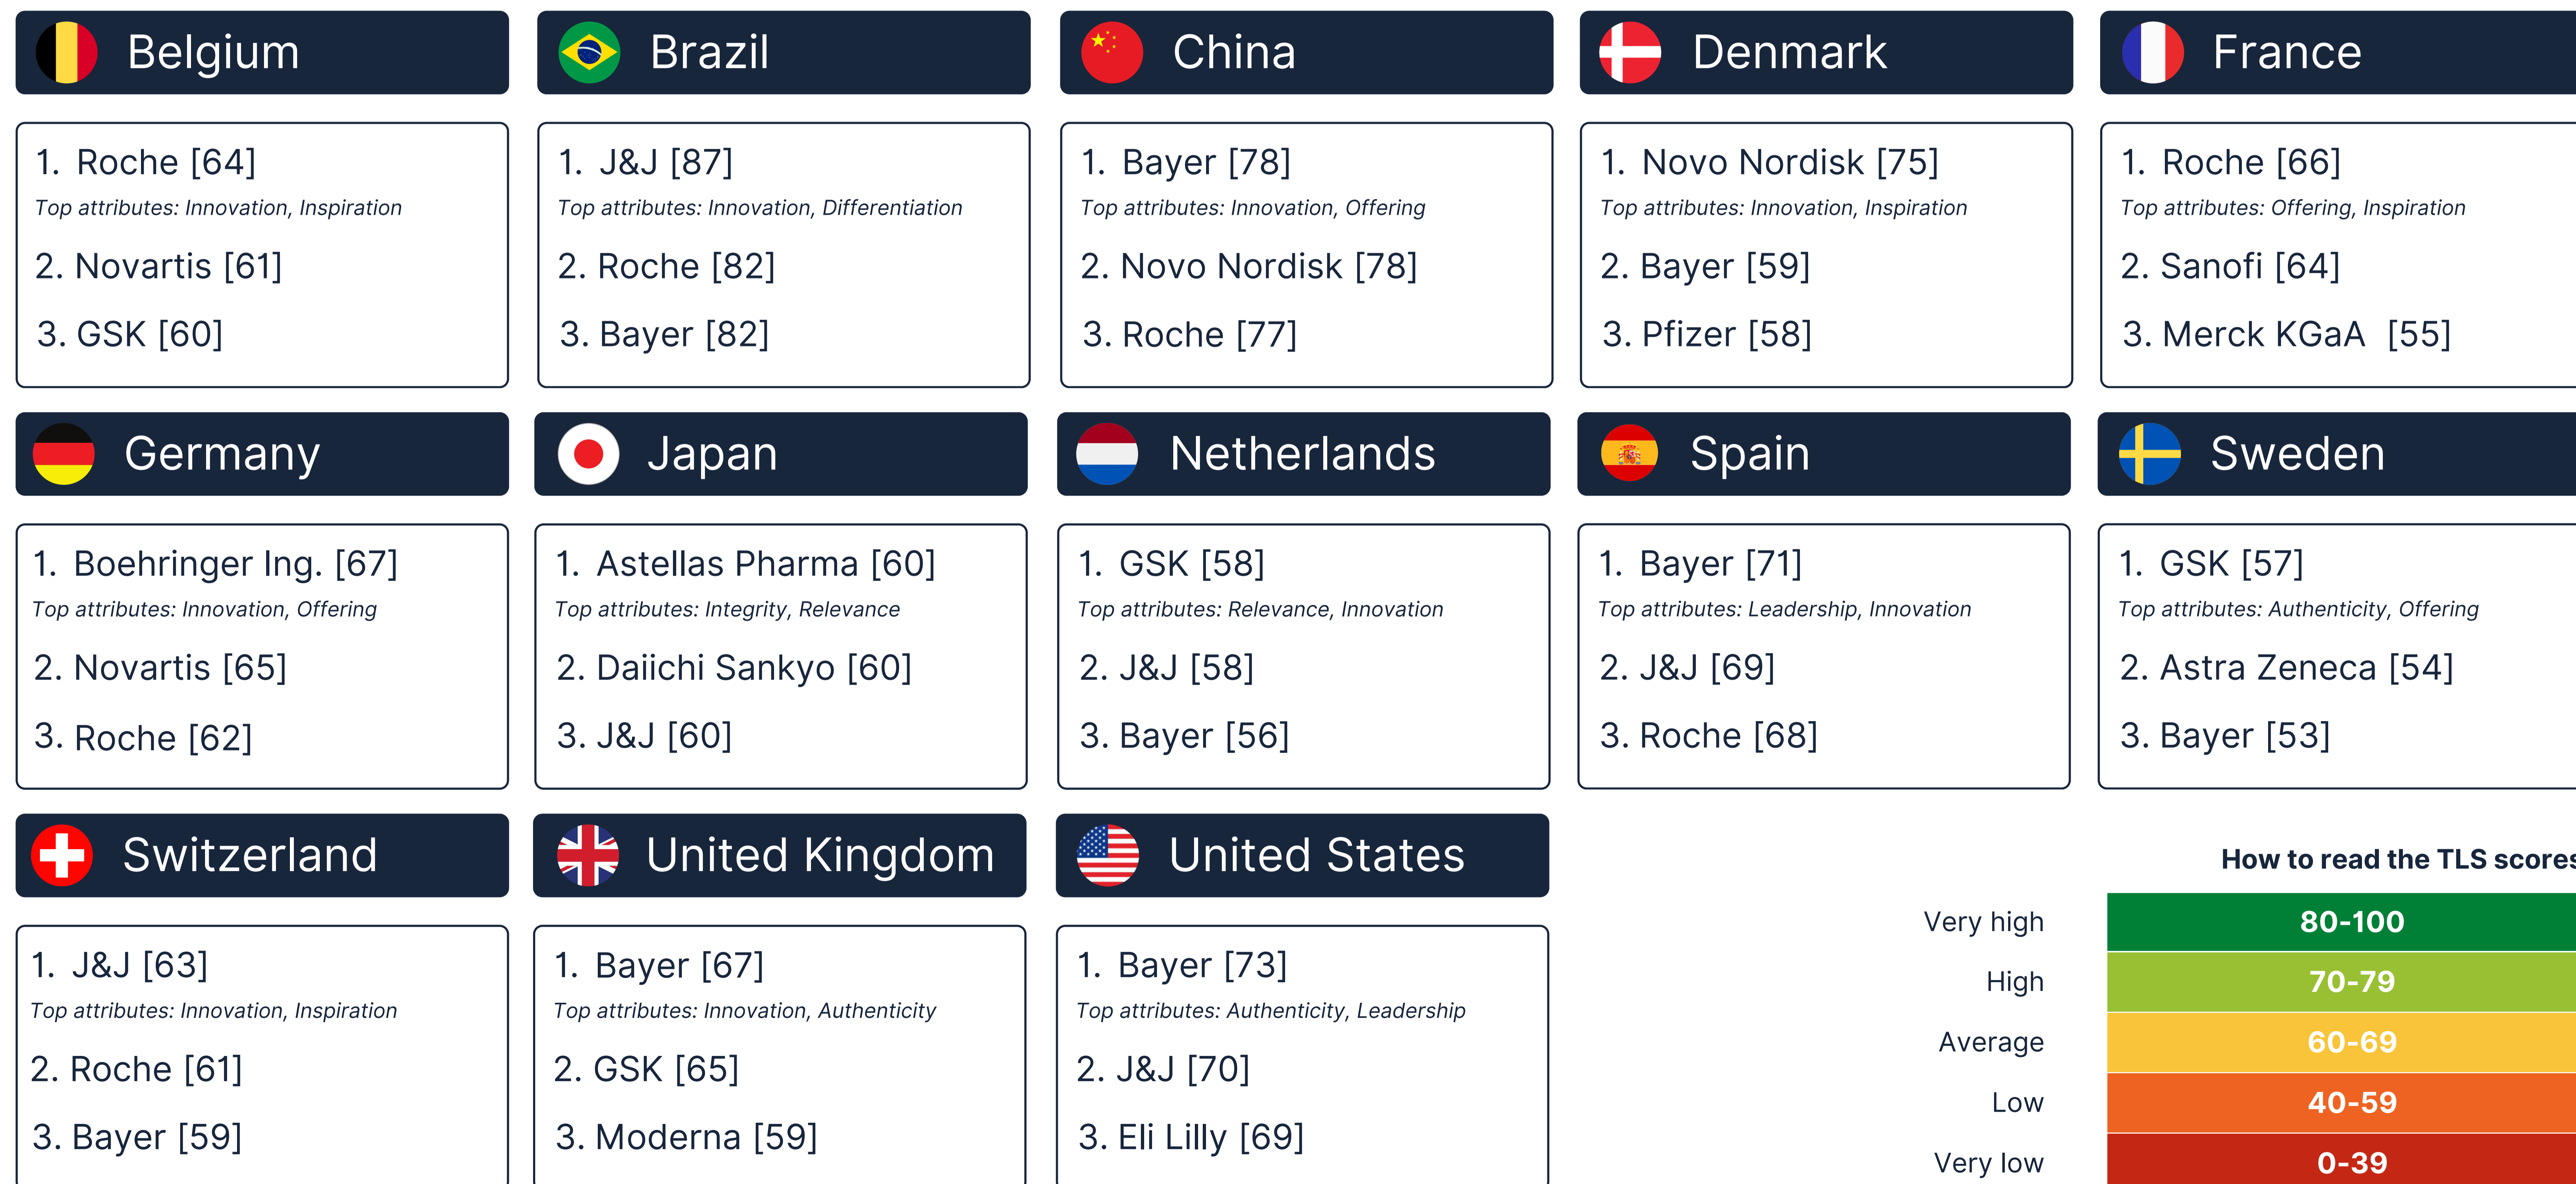 Belgium
1. Roche [64]
Top attributes: Innovation, Inspiration
2. Novartis [61]
3. GSK [60]
Brazil
1. J&J [87]
Top attributes: Innovation, Differentiation
2. Roche [82]
3. Bayer [82]
China
1. Bayer [78]
Top attributes: Innovation, Offering
2. Novo Nordisk [78]
3. Roche [77]
Denmark
1. Novo Nordisk [75]
Top attributes: Innovation, Inspiration
2. Bayer [59]
3. Pfizer [58]
France
1. Roche [66]
Top attributes: Offering, Inspiration
2. Sanofi [64]
3. Merck KGaA [55]
Germany
1. Boehringer Ing. [67]
Top attributes: Innovation, Offering
2. Novartis [65]
3. Roche [62]
Japan
1. Astellas Pharma [60]
Top attributes: Integrity, Relevance
2. Daiichi Sankyo [60]
3. J&J [60]
Netherlands
1. GSK [58]
Top attributes: Relevance, Innovation
2. J&J [58]
3. Bayer [56]
Spain
1. Bayer [71]
Top attributes: Leadership, Innovation
2. J&J [69]
3. Roche [68]
Sweden
1. GSK [57]
Top attributes: Authenticity, Offering
2. Astra Zeneca [54]
3. Bayer [53]
Switzerland
1. J&J [63]
Top attributes: Innovation, Inspiration
2. Roche [61]
3. Bayer [59]
United Kingdom
1. Bayer [67]
Top attributes: Innovation, Authenticity
2. GSK [65]
3. Moderna [59]
United States
1. Bayer [73]
Top attributes: Authenticity, Leadership
2. J&J [70]
3. Eli Lilly [69]
How to read the TLS scores
Very high 80-100
High 70-79
Average 60-69
Low 40-59
Very low 0-39